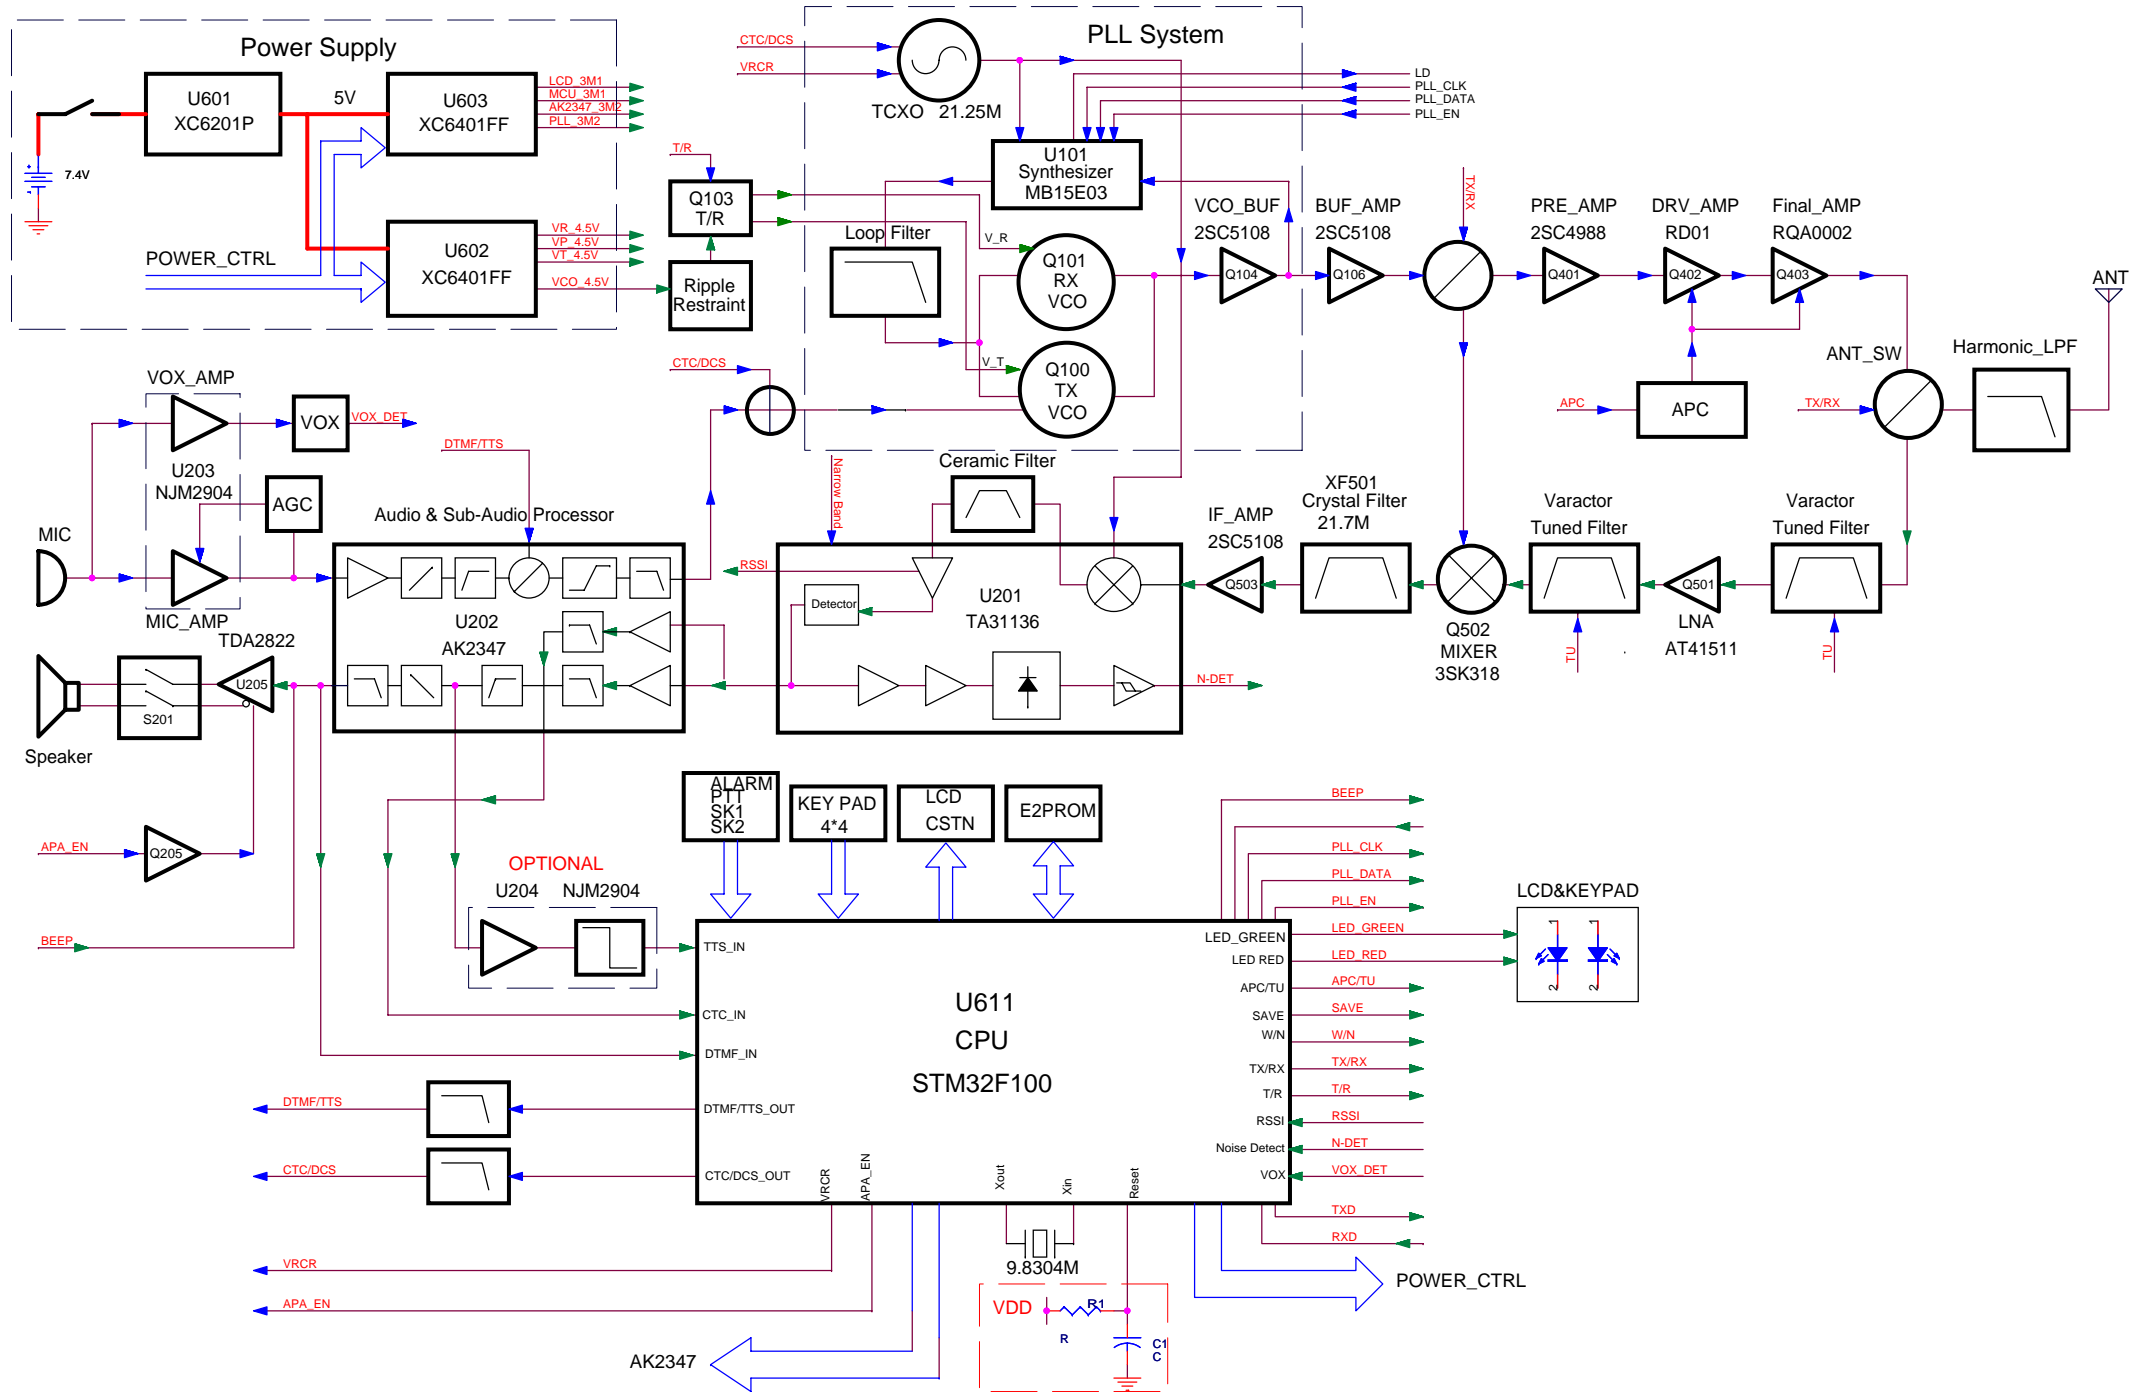 Power Supply
U601
XC6201P
5V
U603
XC6401FF
LCD_3M1
MCU_3M1
AK2347_3M2
PLL_3M2
7.4V
POWER_CTRL
U602
XC6401FF
VR_4.5V
VP_4.5V
VT_4.5V
VCO_4.5V
T/R
Q103
T/R
Ripple
Restraint
PLL System
CTC/DCS
VRCR
TCXO 21.25M
LD
PLL_CLK
PLL_DATA
PLL_EN
U101
Synthesizer
MB15E03
Loop Filter
V_R
Q101
RX
VCO
V_T
Q100
TX
VCO
CTC/DCS
VCO_BUF
2SC5108
Q104
BUF_AMP
2SC5108
Q106
TX/RX
PRE_AMP
2SC4988
Q401
DRV_AMP
RD01
Q402
Final_AMP
RQA0002
Q403
ANT
APC
APC
TX/RX
ANT_SW
Harmonic_LPF
VOX_AMP
VOX
VOX_DET
U203
NJM2904
AGC
MIC
MIC_AMP
DTMF/TTS
Audio & Sub-Audio Processor
U202
AK2347
Narrow Band
Ceramic Filter
RSSI
Detector
U201
TA31136
N-DET
IF_AMP
2SC5108
Q503
XF501
Crystal Filter
21.7M
Q502
MIXER
3SK318
Varactor
Tuned Filter
TU
Q501
LNA
AT41511
Varactor
Tuned Filter
TU
TDA2822
U205
S201
Speaker
APA_EN
Q205
BEEP
OPTIONAL
U204 NJM2904
ALARM
PTT
SK1
SK2
KEY PAD
4*4
LCD
CSTN
E2PROM
TTS_IN
CTC_IN
DTMF_IN
DTMF/TTS_OUT
CTC/DCS_OUT
DTMF/TTS
CTC/DCS
U611
CPU
STM32F100
VRCR
APA_EN
Xout
Xin
Reset
LED_GREEN
LED RED
APC/TU
SAVE
W/N
TX/RX
T/R
RSSI
Noise Detect
VOX
BEEP
PLL_CLK
PLL_DATA
PLL_EN
LED_GREEN
LED_RED
APC/TU
SAVE
W/N
TX/RX
T/R
RSSI
N-DET
VOX_DET
TXD
RXD
LCD&KEYPAD
1
1
2
2
VRCR
APA_EN
9.8304M
VDD
R1
R
C1
C
POWER_CTRL
AK2347